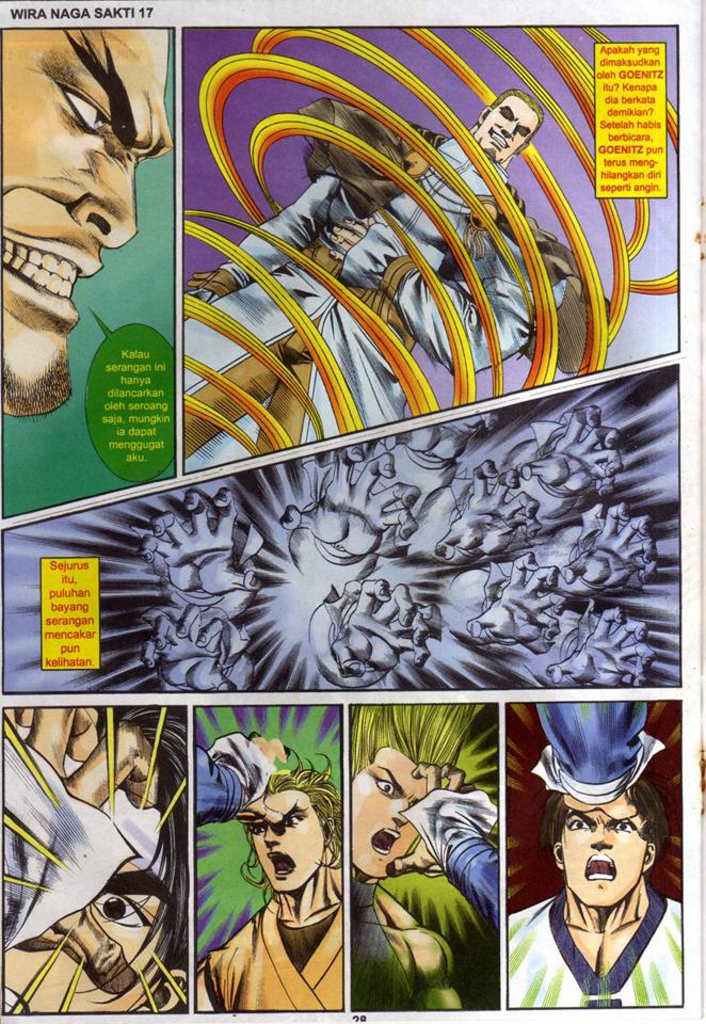 WIRA NAGA SAKTI 17
Kalau
serangan ini
hanya
dilancarkan
oleh seroang
saja, mungkin
ia dapat
menggugat
aku.
Apakah yang
dimaksudkan
oleh GOENITZ
itu? Kenapa
dia berkata
demikian?
Setelah habis
berbicara,
GOENITZ pun
terus meng-
hilangkan diri
seperti angin.
Sejurus
itu,
puluhan
bayang
serangan
mencakar
pun
kelihatan.
28